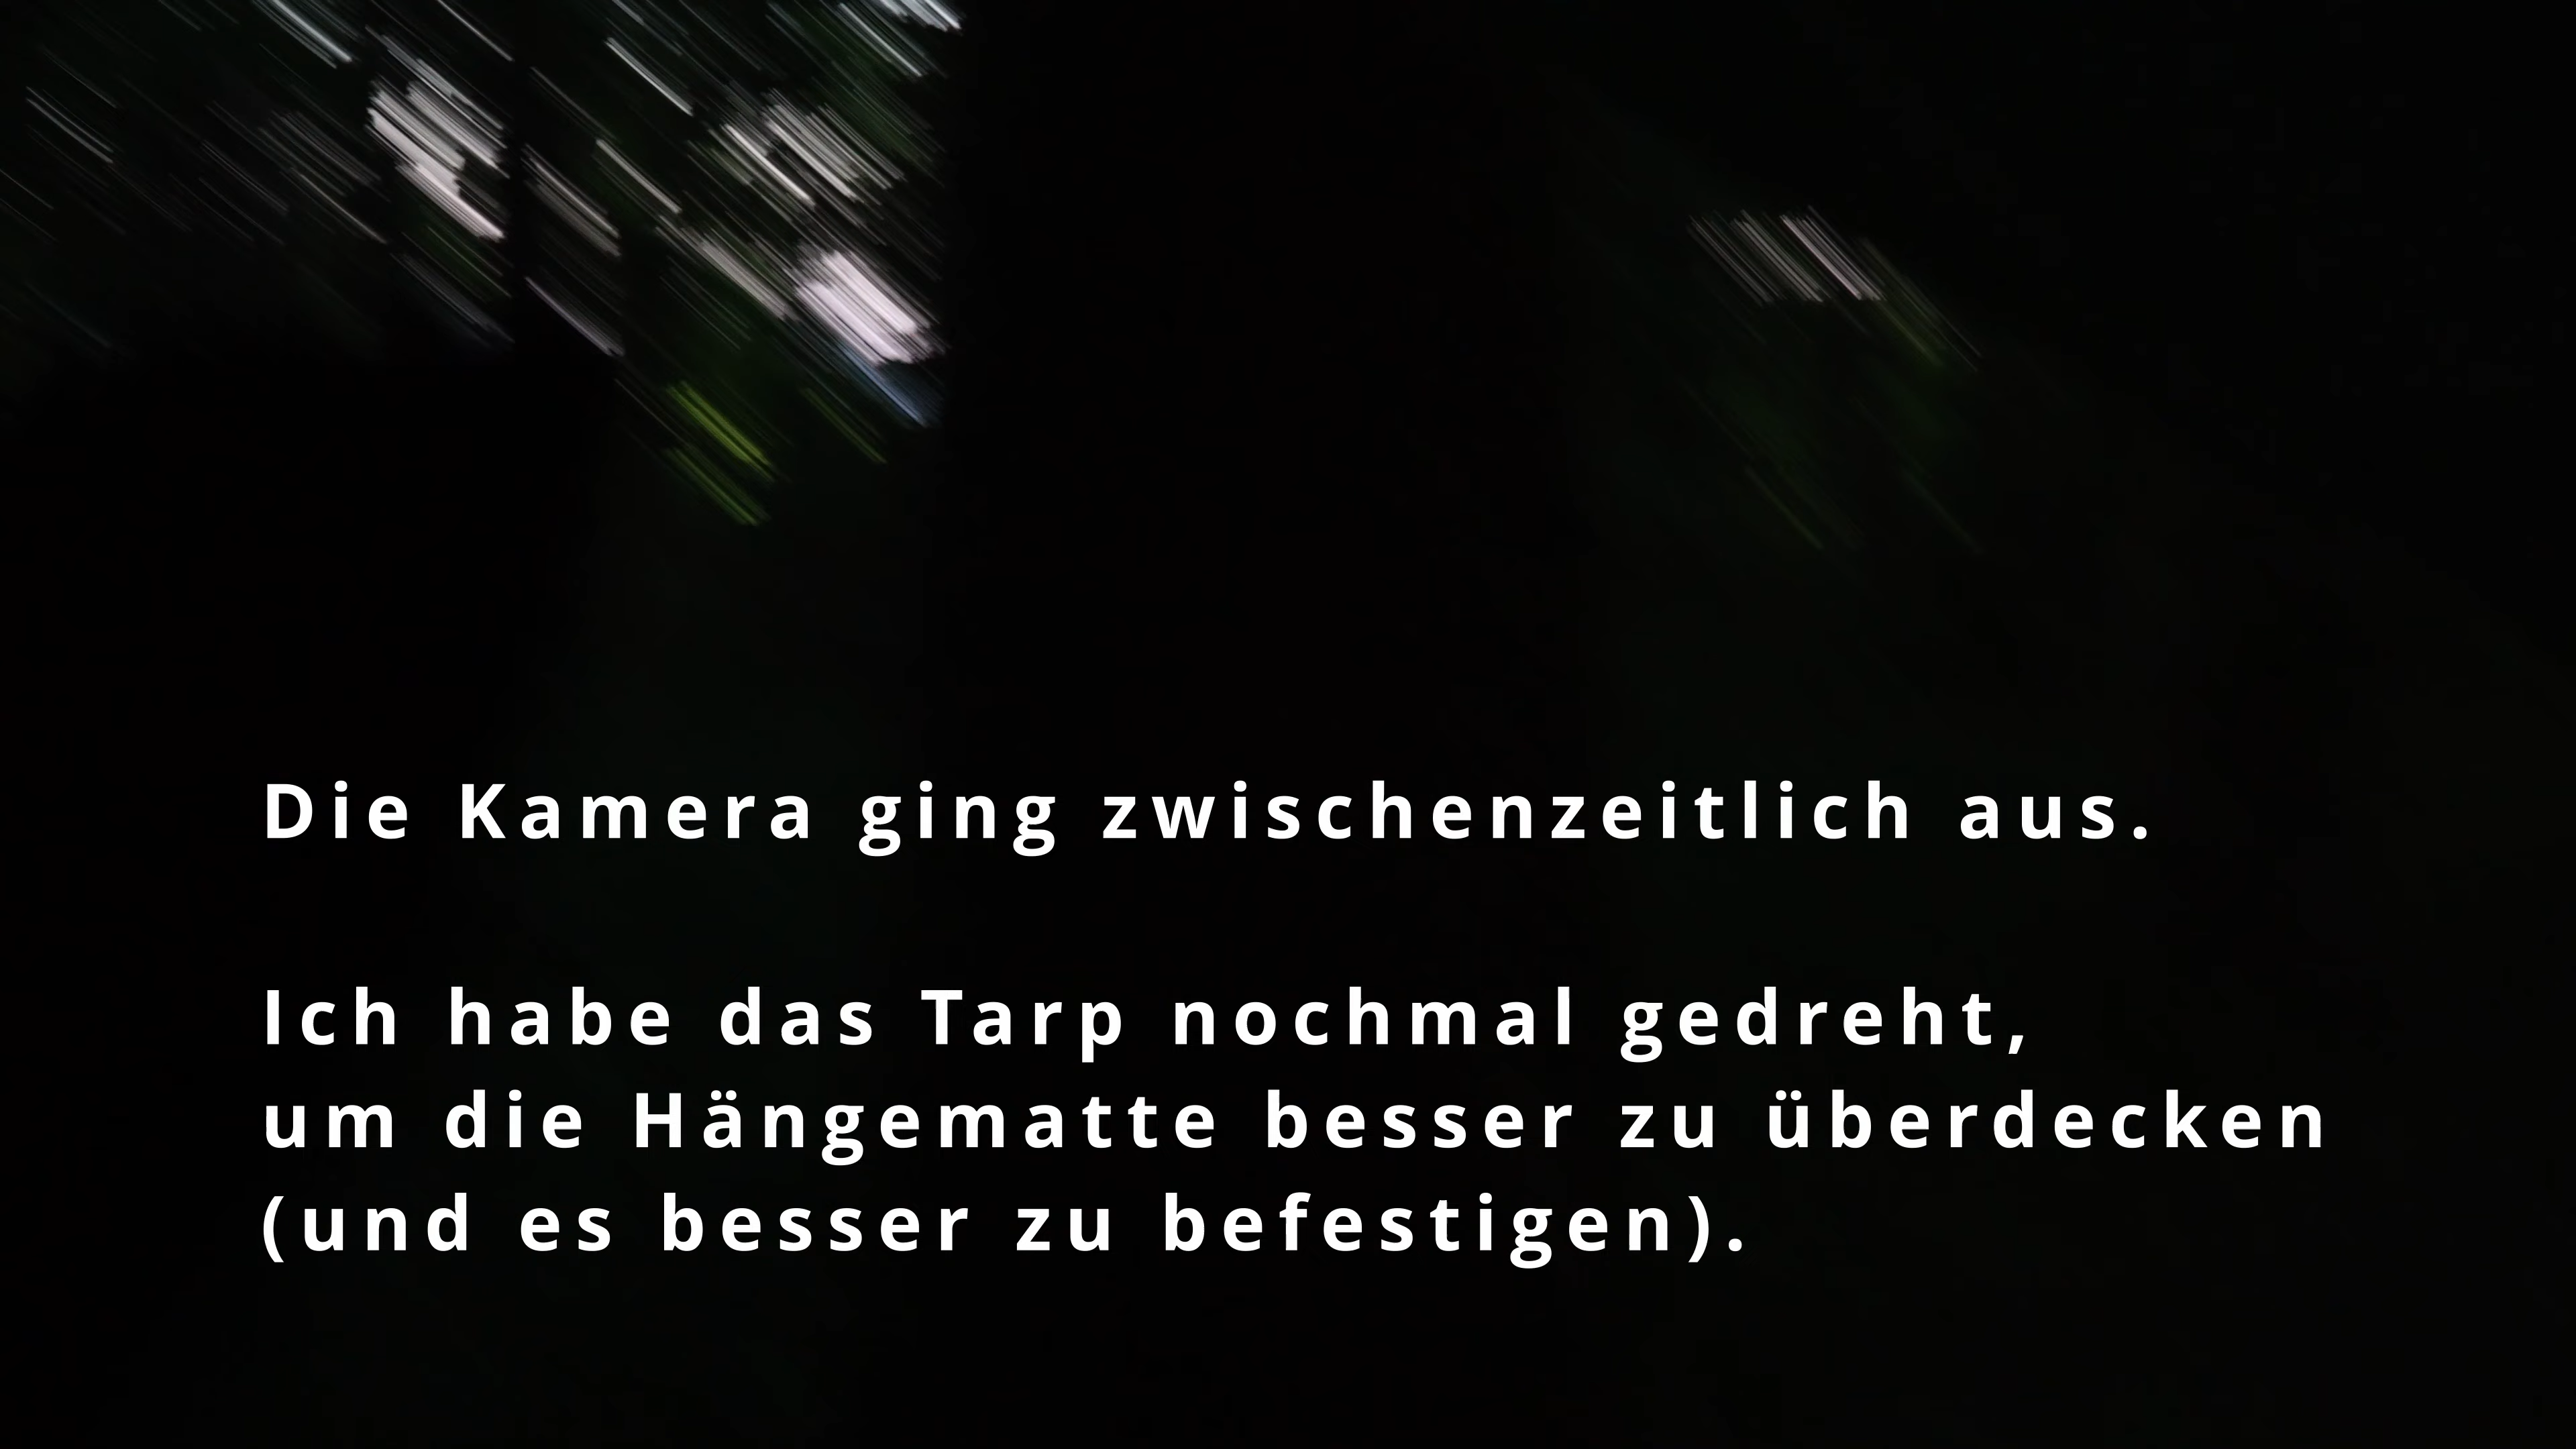 Die Kamera ging zwischenzeitlich aus.
Ich habe das Tarp nochmal gedreht,
um die Hängematte besser zu überdecken
(und es besser zu befestigen).